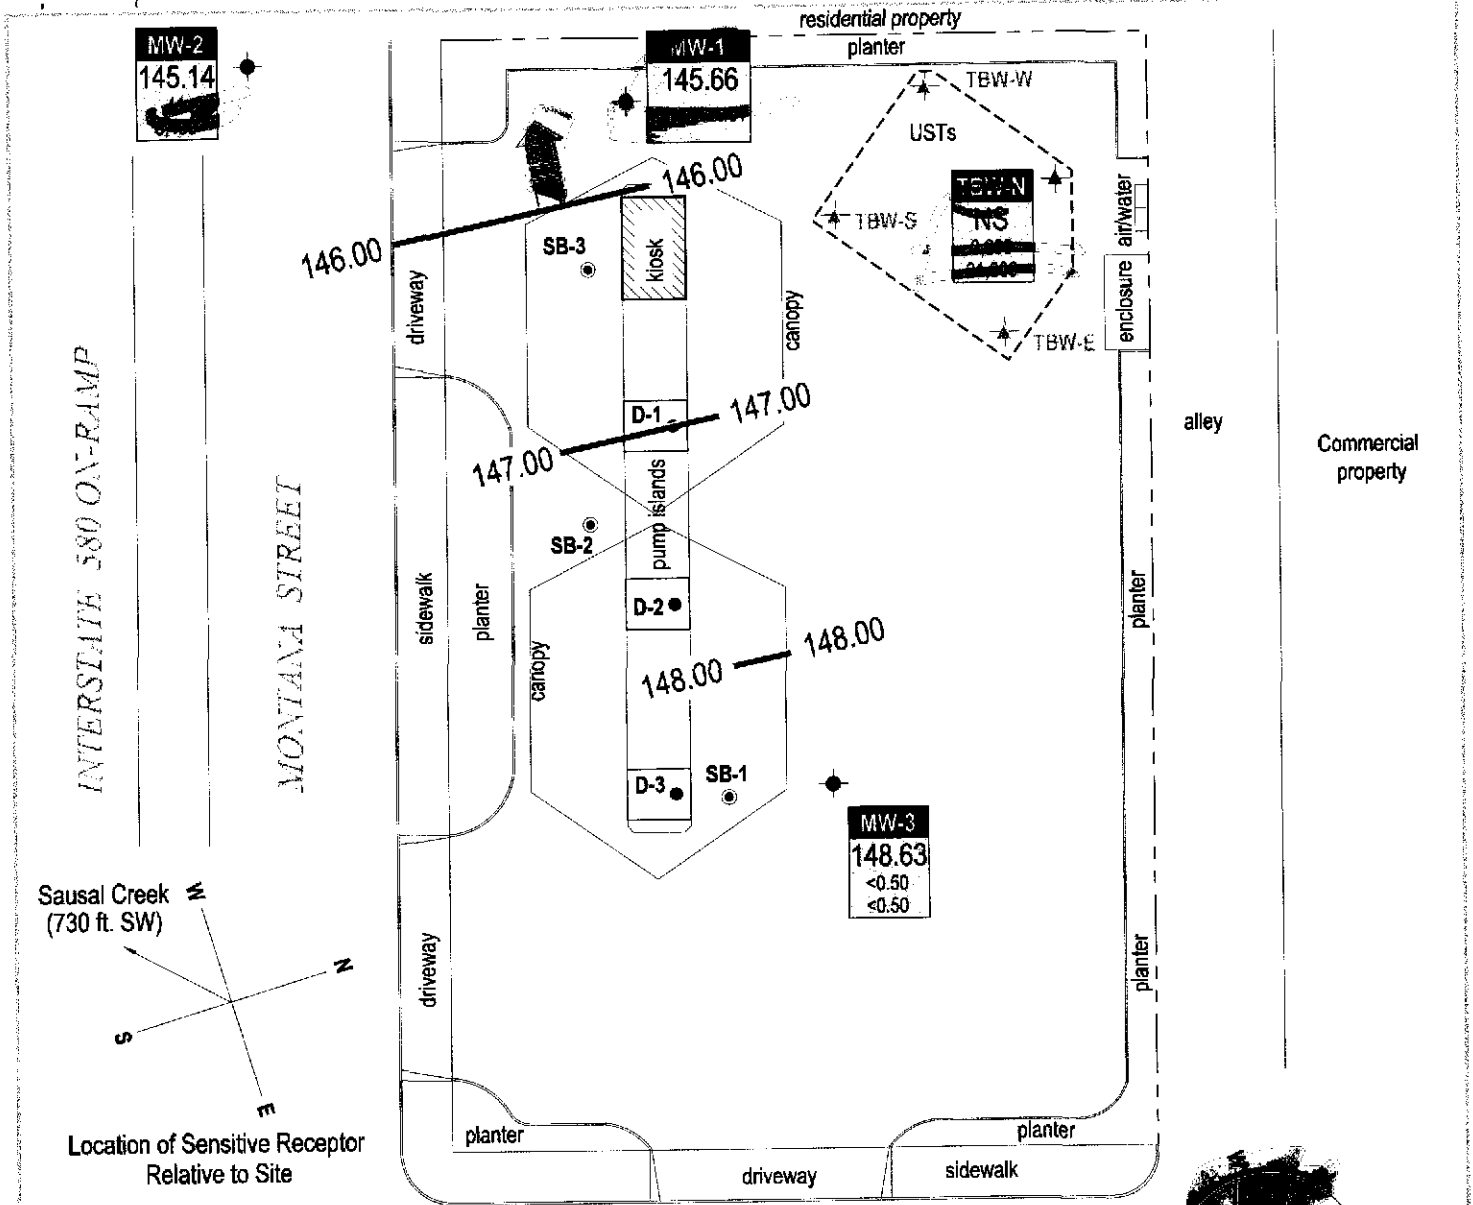 residential property
planter
MW-2
145.14
MW-1
145.66
TBW-W
USTs
TBW-N
NS
TBW-S
TBW-E
air/water
enclosure
146.00
146.00
SB-3
kiosk
driveway
canopy
D-1
147.00
147.00
pump islands
SB-2
alley
Commercial
property
INTERSTATE 580 ON-RAMP
MONTANA STREET
sidewalk
planter
planter
D-2
canopy
148.00
148.00
D-3
SB-1
MW-3
148.63
<0.50
<0.50
Sausal Creek
(730 ft. SW)
W
N
S
E
Location of Sensitive Receptor
Relative to Site
driveway
planter
planter
planter
driveway
sidewalk